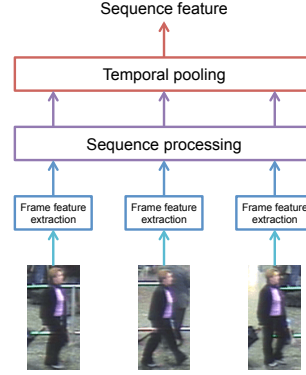 Sequence feature
Temporal pooling
Sequence processing
Frame feature
extraction
Frame feature
extraction
Frame feature
extraction